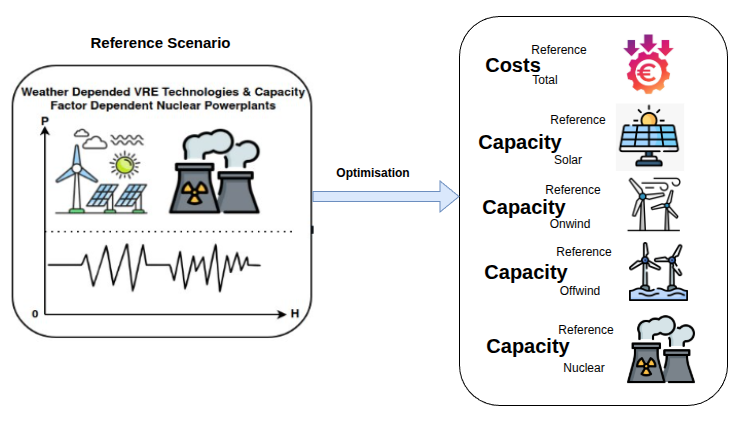 Reference Scenario
Weather Depended VRE Technologies & Capacity
Factor Dependent Nuclear Powerplants
P
0
H
Optimisation
Reference
Costs
Total
€
Reference
Capacity
Solar
Reference
Capacity
Onwind
Reference
Capacity
Offwind
Reference
Capacity
Nuclear